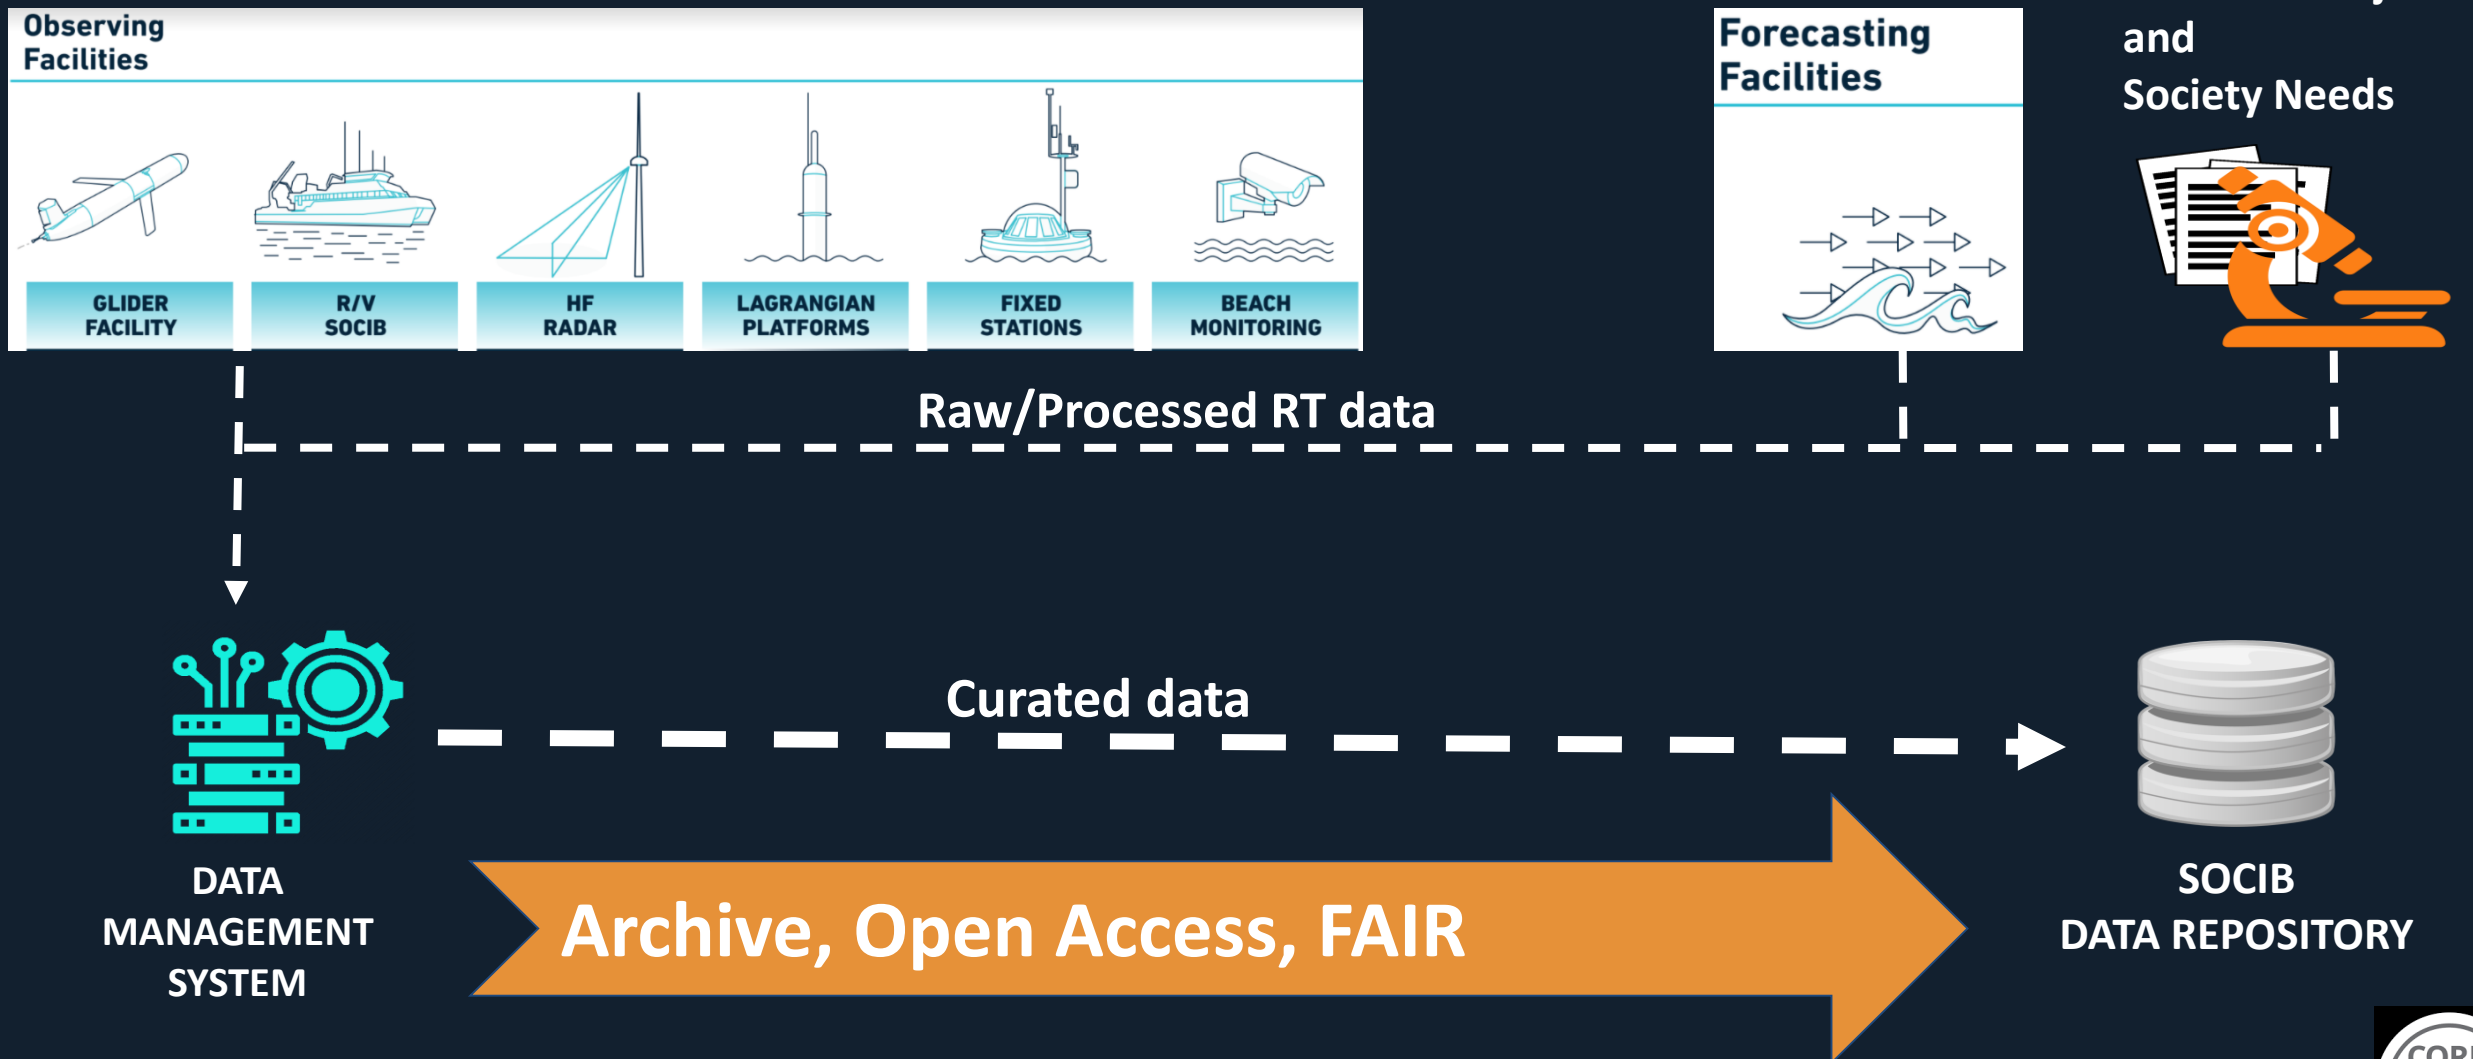 Observing
Facilities
GLIDER
FACILITY
R/V
SOCIB
HF
RADAR
LAGRANGIAN
PLATFORMS
FIXED
STATIONS
BEACH
MONITORING
Forecasting
Facilities
and
Society Needs
Raw/Processed RT data
Curated data
DATA
MANAGEMENT
SYSTEM
Archive, Open Access, FAIR
SOCIB
DATA REPOSITORY